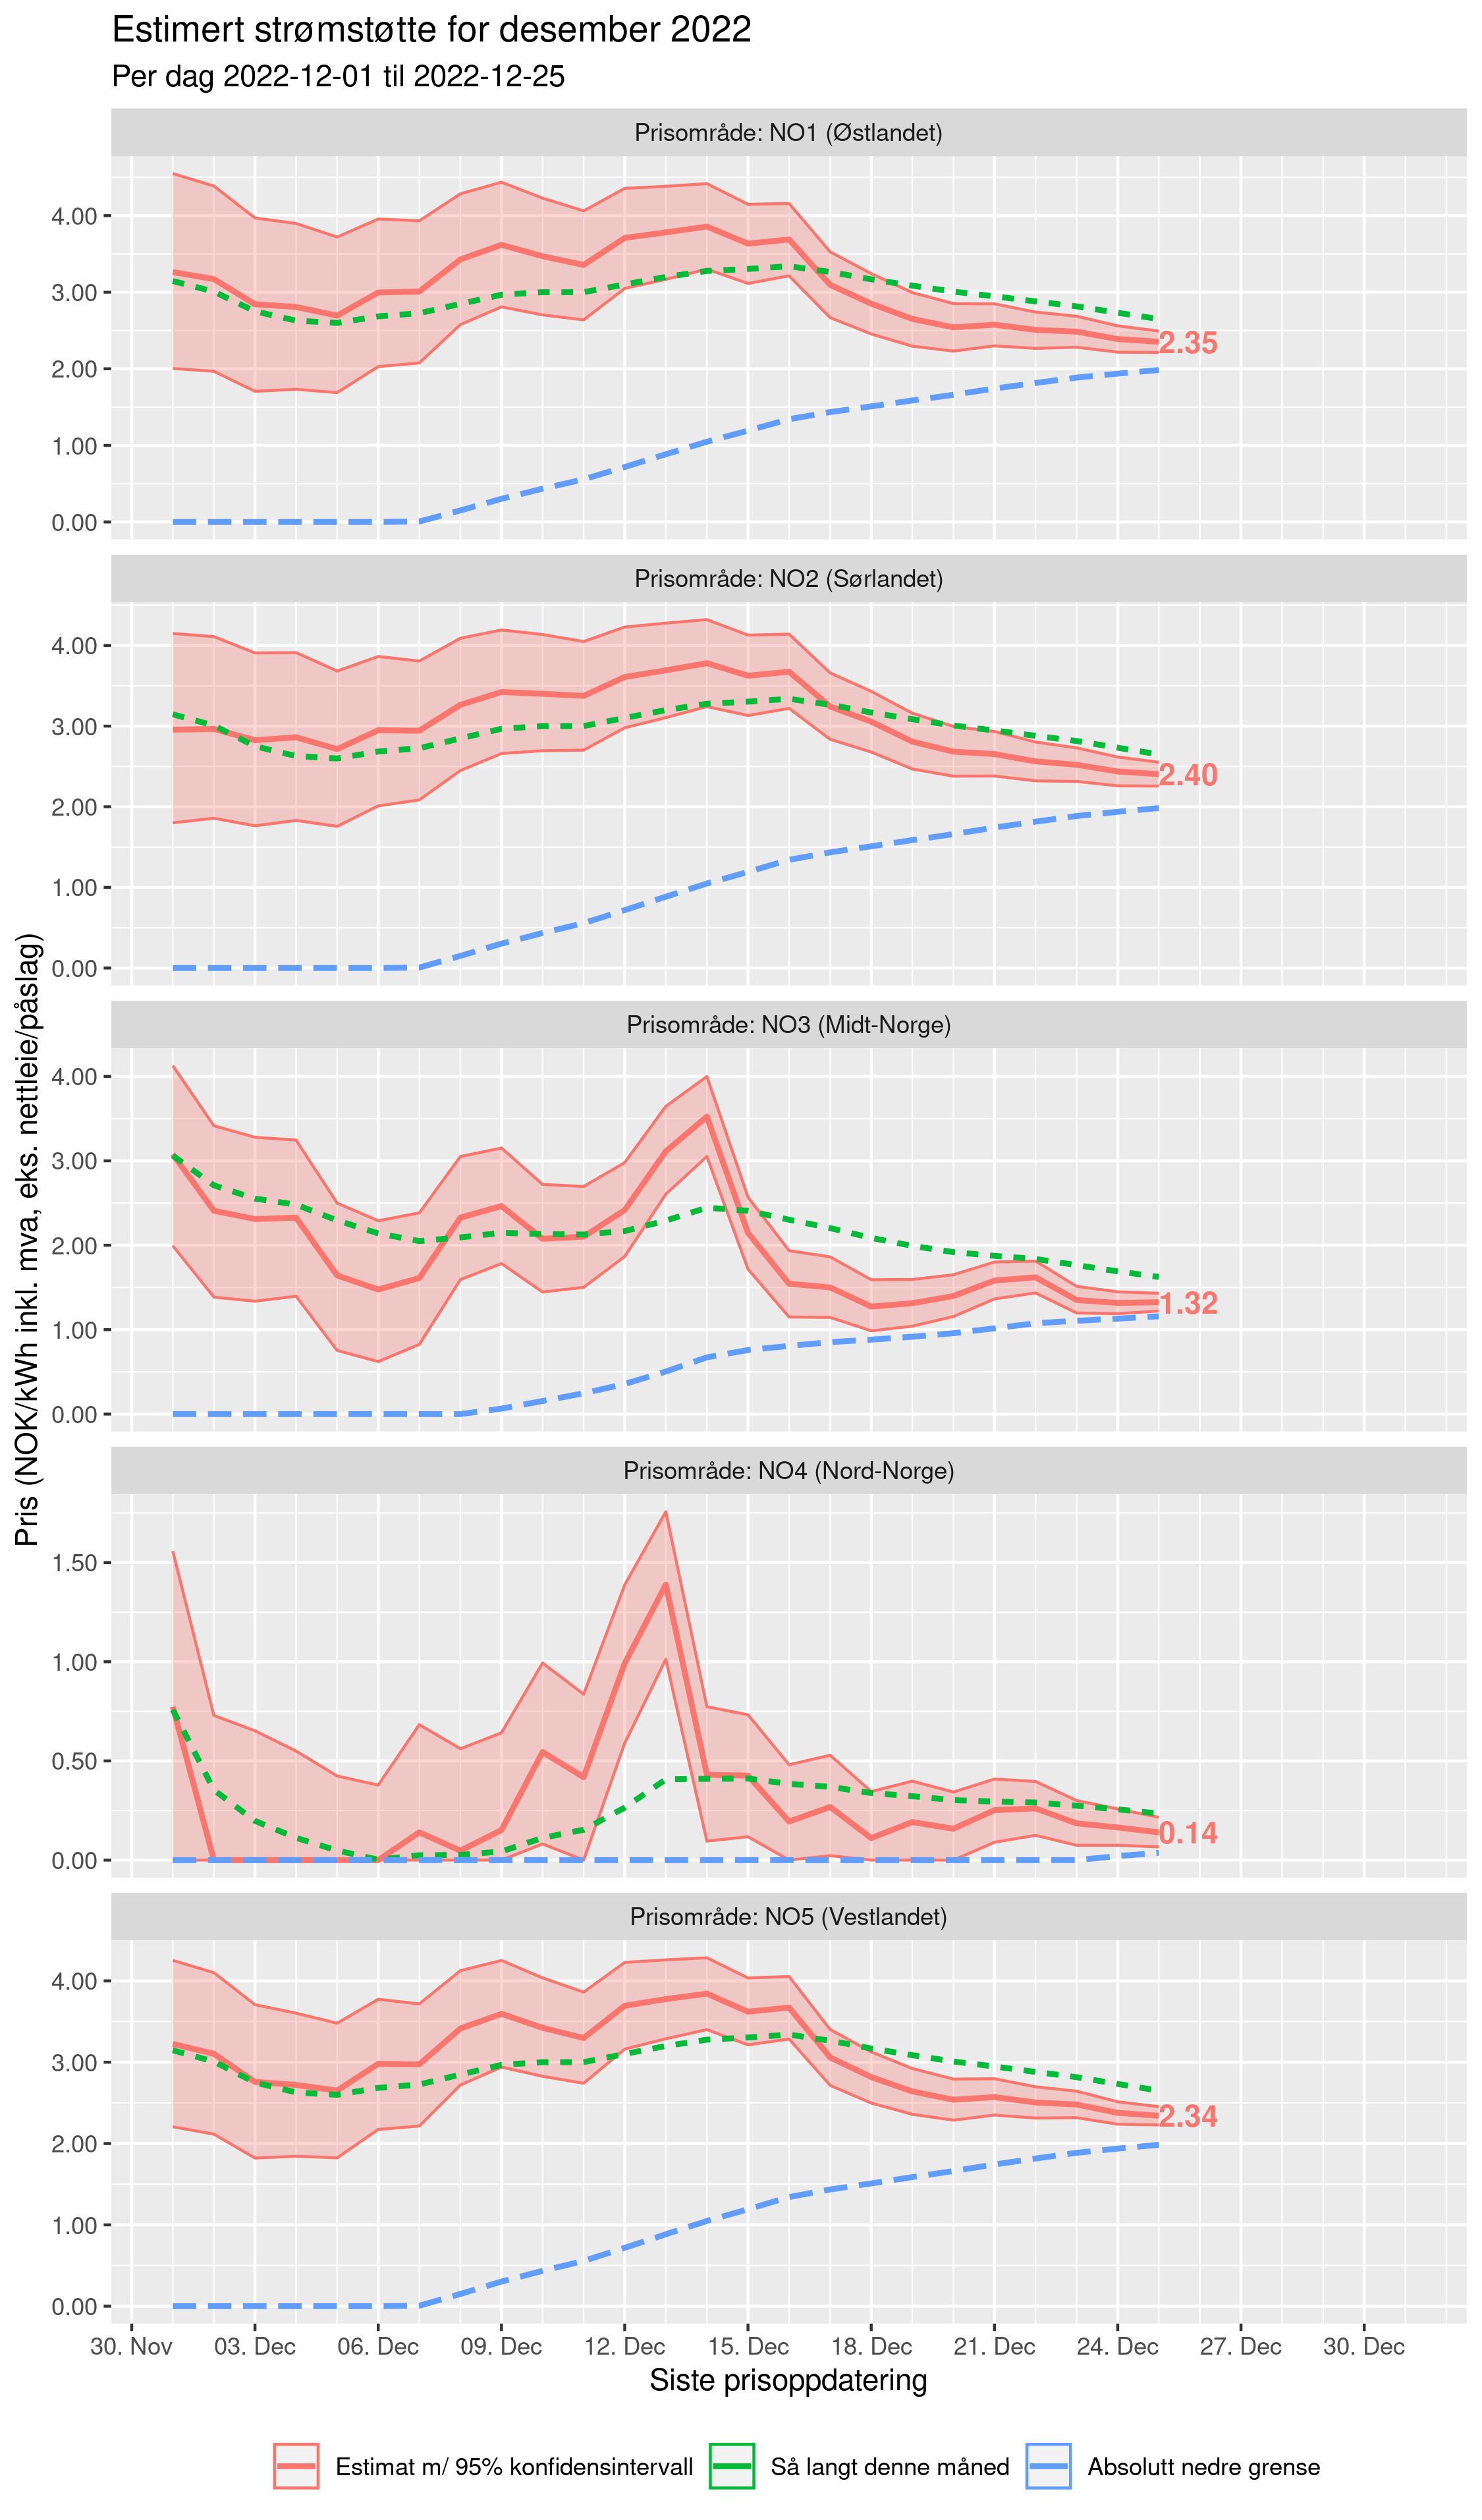 Estimert strømstøtte for desember 2022
Per dag 2022-12-01 til 2022-12-25
Prisområde: NO1 (Østlandet)
4.00
3.00
2.00
1.00
0.00
2.35
Prisområde: NO2 (Sørlandet)
4.00
3.00
2.00
1.00
0.00
2.40
Prisområde: NO3 (Midt-Norge)
4.00
3.00
2.00
1.00
0.00
1.32
Prisområde: NO4 (Nord-Norge)
1.50
1.00
0.50
0.00
0.14
Prisområde: NO5 (Vestlandet)
4.00
3.00
2.00
1.00
0.00
2.34
Pris (NOK/kWh inkl. mva, eks. nettleie/påslag)
30. Nov 03. Dec 06. Dec 09. Dec 12. Dec 15. Dec 18. Dec 21. Dec 24. Dec 27. Dec 30. Dec
Siste prisoppdatering
Estimat m/ 95% konfidensintervall Så langt denne måned Absolutt nedre grense